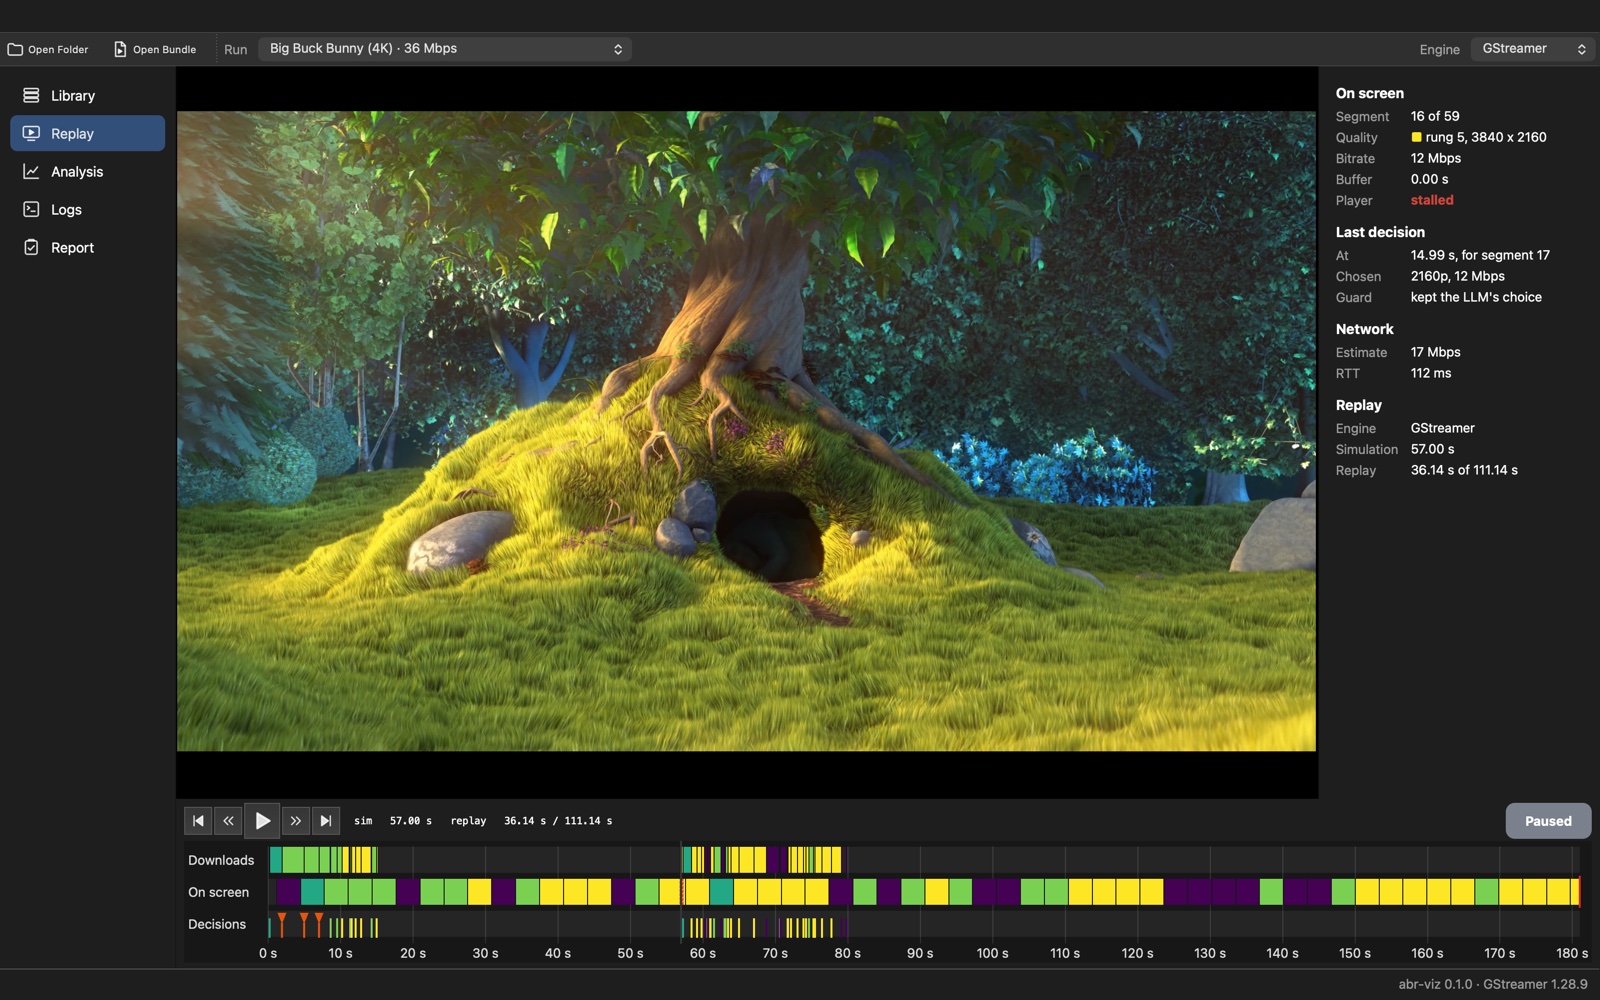 Open Folder Open Bundle Run Big Buck Bunny (4K) · 36 Mbps Engine GStreamer
Library
Replay
Analysis
Logs
Report
On screen
Segment 16 of 59
Quality rung 5, 3840 x 2160
Bitrate 12 Mbps
Buffer 0.00 s
Player stalled
Last decision
At 14.99 s, for segment 17
Chosen 2160p, 12 Mbps
Guard kept the LLM's choice
Network
Estimate 17 Mbps
RTT 112 ms
Replay
Engine GStreamer
Simulation 57.00 s
Replay 36.14 s of 111.14 s
sim 57.00 s replay 36.14 s / 111.14 s Paused
Downloads
On screen
Decisions
0 s 10 s 20 s 30 s 40 s 50 s 60 s 70 s 80 s 90 s 100 s 110 s 120 s 130 s 140 s 150 s 160 s 170 s 180 s
abr-viz 0.1.0 · GStreamer 1.28.9